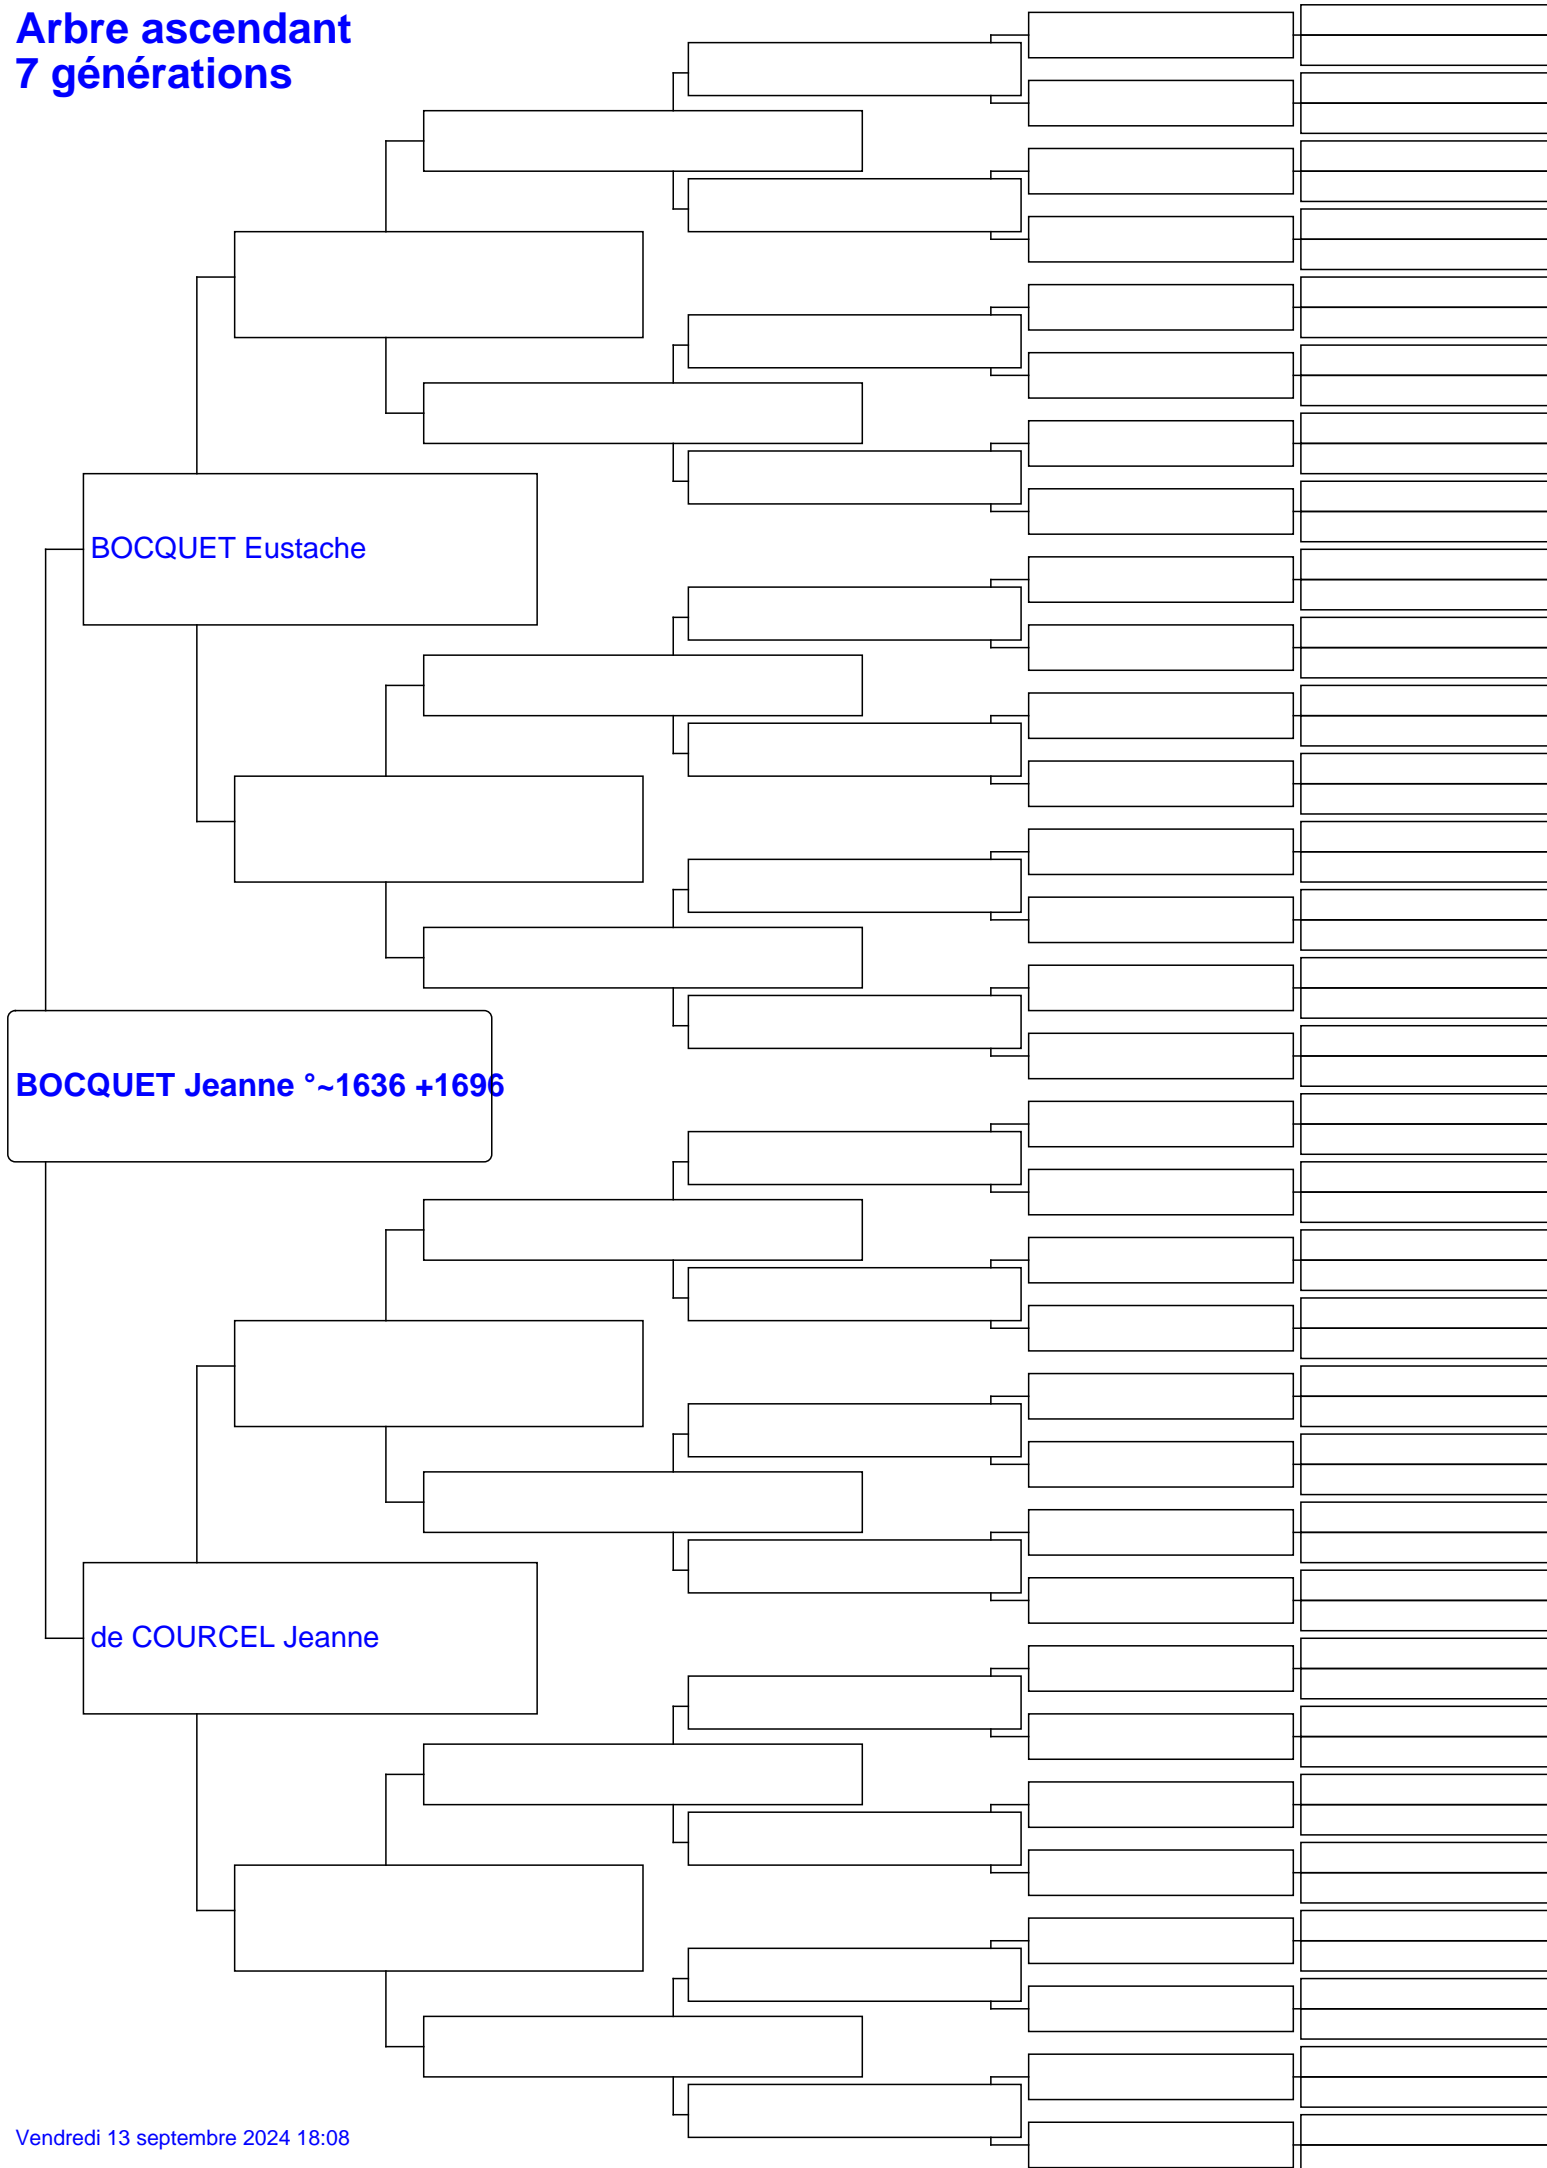 Arbre ascendant
7 générations
BOCQUET Eustache
BOCQUET Jeanne °~1636 +1696
de COURCEL Jeanne
Vendredi 13 septembre 2024 18:08